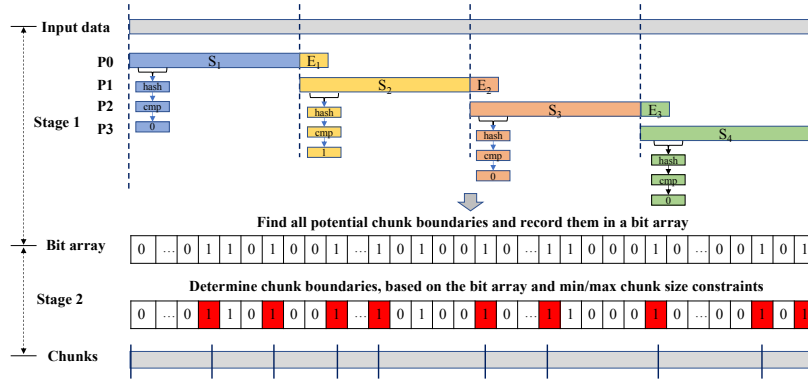 Input data
P0 S1 E1
P1 S2 E2
P2 S3 E3
P3 S4
hash
cmp
0
hash
cmp
1
hash
cmp
0
hash
cmp
0
Stage 1
Find all potential chunk boundaries and record them in a bit array
Bit array 0 … 0 1 1 0 1 0 0 1 … 1 0 1 0 0 1 0 … 1 1 0 0 0 1 0 … 0 0 1 0 1
Stage 2
Determine chunk boundaries, based on the bit array and min/max chunk size constraints
0 … 0 1 1 0 1 0 0 1 … 1 0 1 0 0 1 0 … 1 1 0 0 0 1 0 … 0 0 1 0 1
Chunks